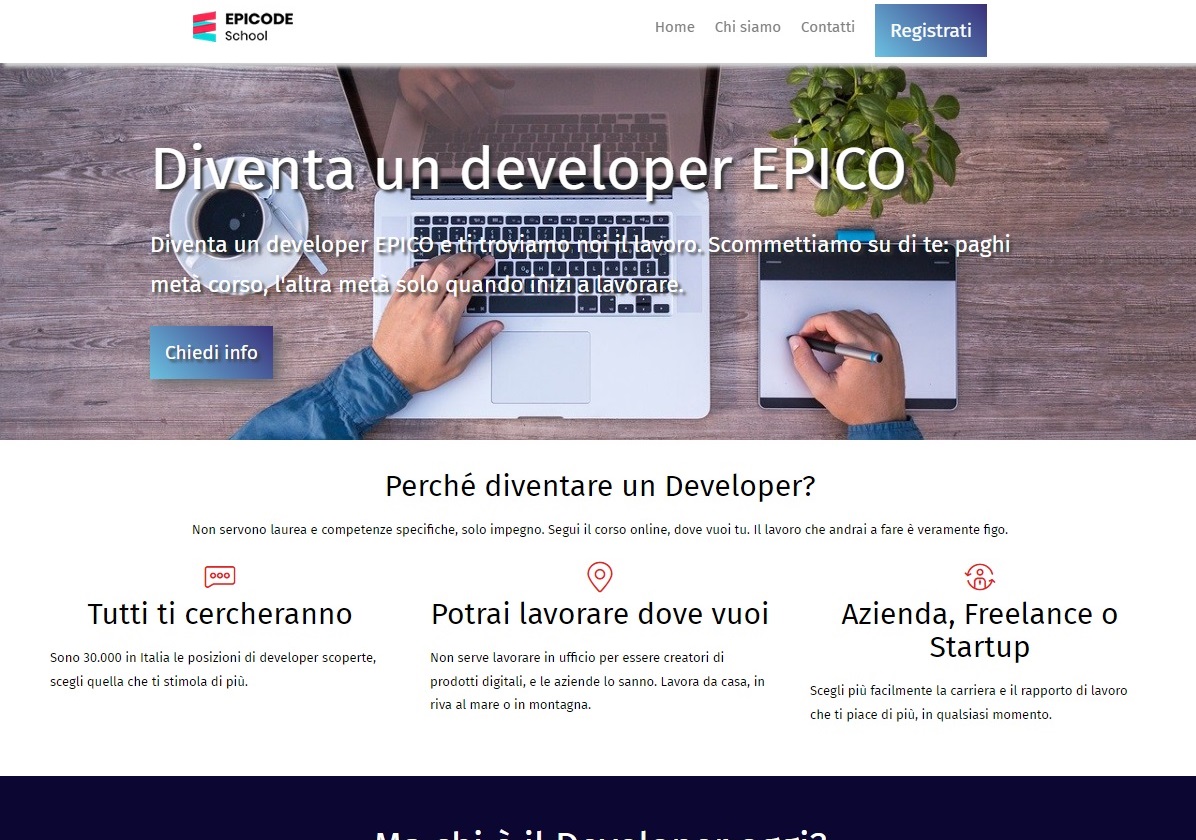 EPICODE
School
Home
Chi siamo
Contatti
Registrati
Diventa un developer EPICO
Diventa un developer EPICO e ti troviamo noi il lavoro. Scommettiamo su di te: paghi
metà corso, l'altra metà solo quando inizi a lavorare.
Chiedi info
Perché diventare un Developer?
Non servono laurea e competenze specifiche, solo impegno. Segui il corso online, dove vuoi tu. Il lavoro che andrai a fare è veramente figo.
Tutti ti cercheranno
Sono 30.000 in Italia le posizioni di developer scoperte,
scegli quella che ti stimola di più.
Potrai lavorare dove vuoi
Non serve lavorare in ufficio per essere creatori di
prodotti digitali, e le aziende lo sanno. Lavora da casa, in
riva al mare o in montagna.
Azienda, Freelance o
Startup
Scegli più facilmente la carriera e il rapporto di lavoro
che ti piace di più, in qualsiasi momento.
Ma chi è il Developer oggi?